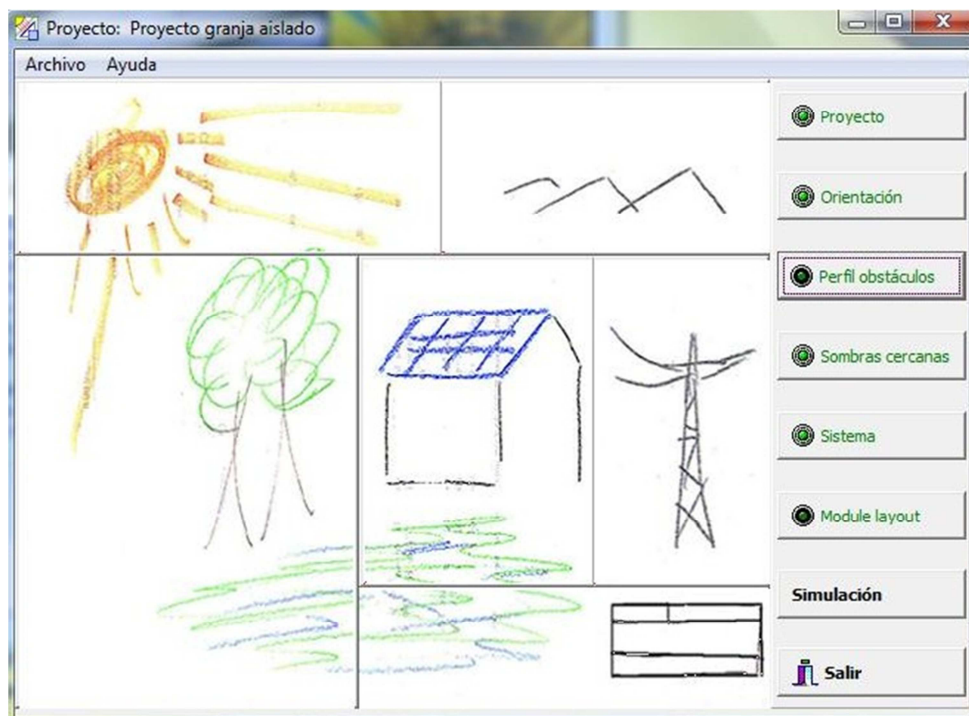 Proyecto: Proyecto granja aislado
Archivo Ayuda
Proyecto
Orientación
Perfil obstáculos
Sombras cercanas
Sistema
Module layout
Simulación
Salir